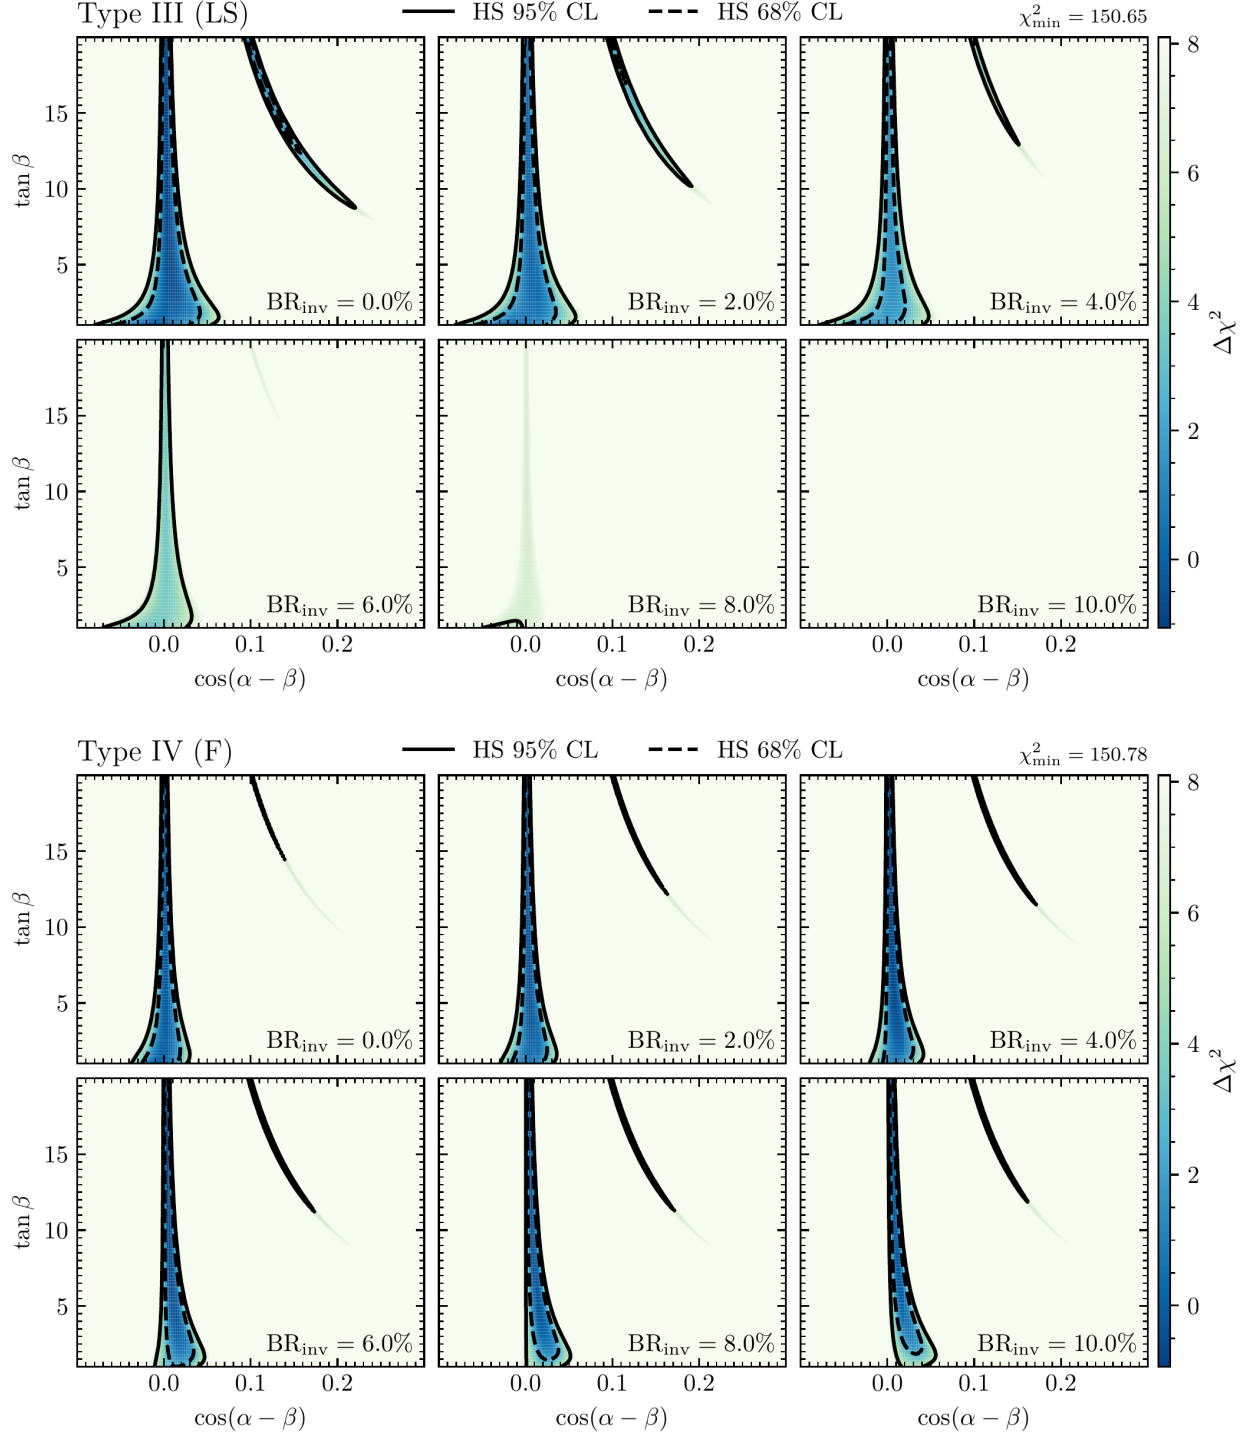 Type III (LS) HS 95% CL HS 68% CL χ²min = 150.65
tan β
15
10
5
BRinv = 0.0%
BRinv = 2.0%
BRinv = 4.0%
tan β
15
10
5
BRinv = 6.0%
BRinv = 8.0%
BRinv = 10.0%
0.0 0.1 0.2
0.0 0.1 0.2
0.0 0.1 0.2
cos(α − β)
cos(α − β)
cos(α − β)
8
6
4
2
0
Δχ²
Type IV (F) HS 95% CL HS 68% CL χ²min = 150.78
tan β
15
10
5
BRinv = 0.0%
BRinv = 2.0%
BRinv = 4.0%
tan β
15
10
5
BRinv = 6.0%
BRinv = 8.0%
BRinv = 10.0%
0.0 0.1 0.2
0.0 0.1 0.2
0.0 0.1 0.2
cos(α − β)
cos(α − β)
cos(α − β)
8
6
4
2
0
Δχ²